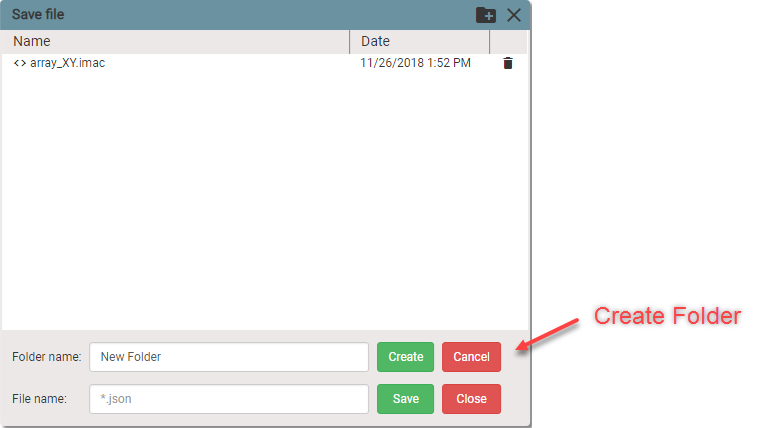 Save file
Name Date
<> array_XY.imac 11/26/2018 1:52 PM
Create Folder
Folder name: New Folder Create Cancel
File name: *.json Save Close